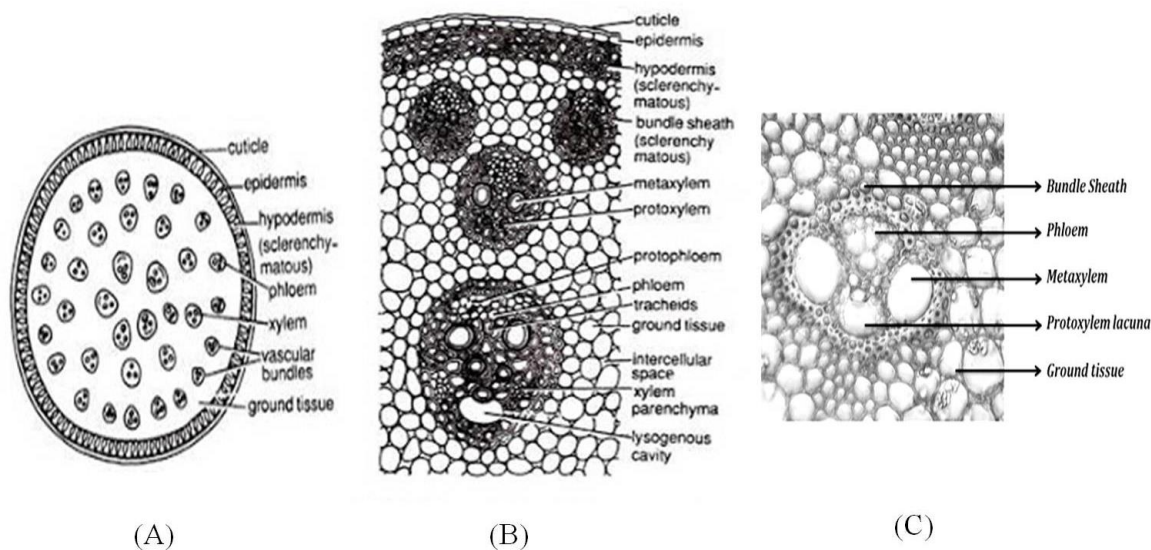 cuticle
epidermis
hypodermis
(sclerenchy-
matous)
phloem
xylem
vascular
bundles
ground tissue
(A)
cuticle
epidermis
hypodermis
(sclerenchy-
matous)
bundle sheath
(sclerenchy
matous)
metaxylem
protoxylem
protophloem
phloem
tracheids
ground tissue
intercellular
space
xylem
parenchyma
lysogenous
cavity
(B)
Bundle Sheath
Phloem
Metaxylem
Protoxylem lacuna
Ground tissue
(C)